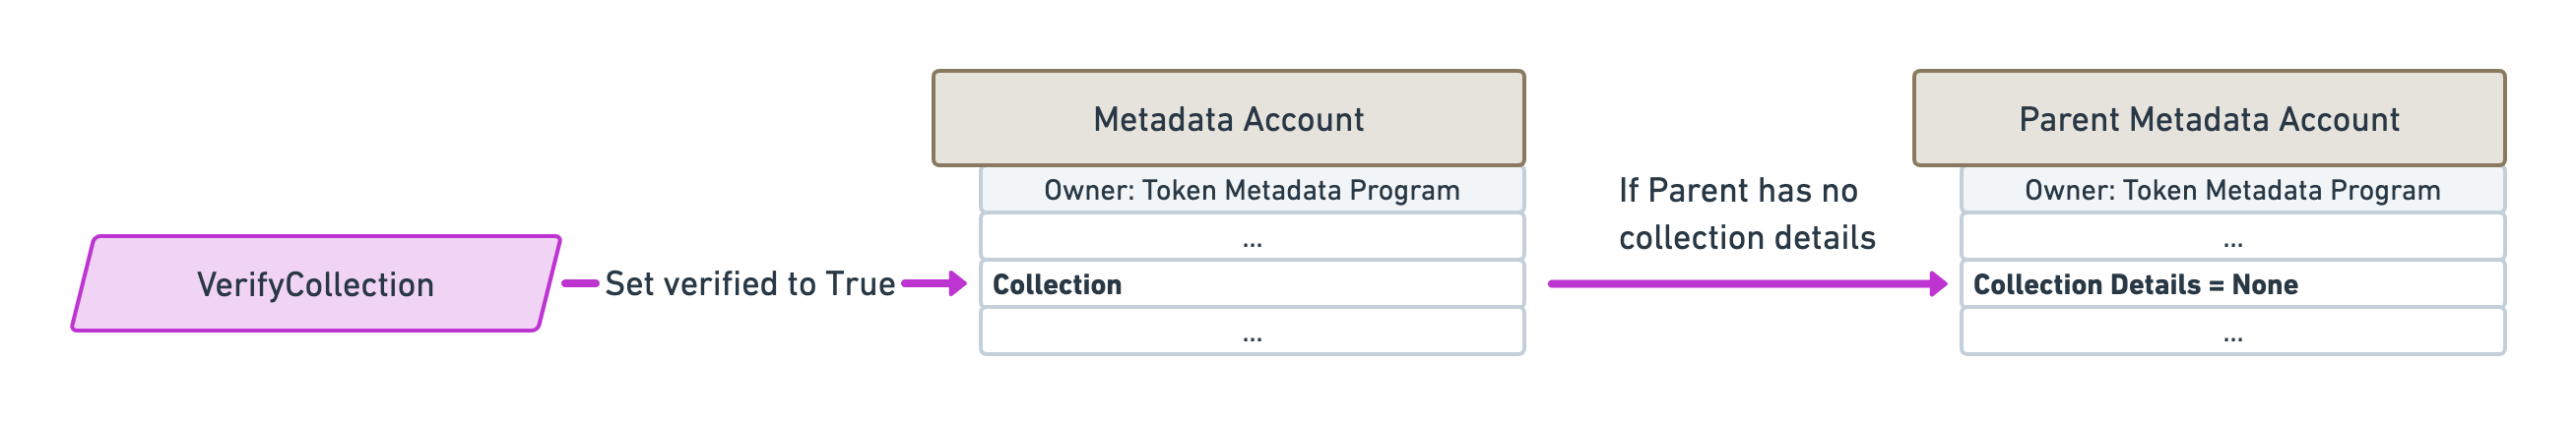 VerifyCollection
Set verified to True
Metadata Account
Owner: Token Metadata Program
...
Collection
...
If Parent has no
collection details
Parent Metadata Account
Owner: Token Metadata Program
...
Collection Details = None
...